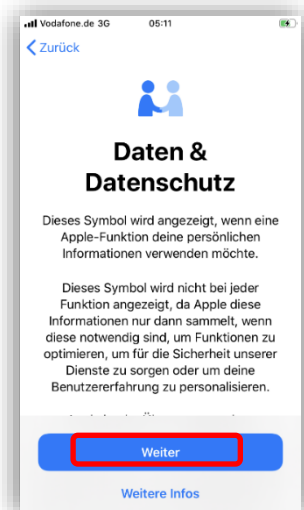 Vodafone.de 3G 05:11
Zurück
Daten &
Datenschutz
Dieses Symbol wird angezeigt, wenn eine
Apple-Funktion deine persönlichen
Informationen verwenden möchte.
Dieses Symbol wird nicht bei jeder
Funktion angezeigt, da Apple diese
Informationen nur dann sammelt, wenn
diese notwendig sind, um Funktionen zu
optimieren, um für die Sicherheit unserer
Dienste zu sorgen oder um deine
Benutzererfahrung zu personalisieren.
Weiter
Weitere Infos